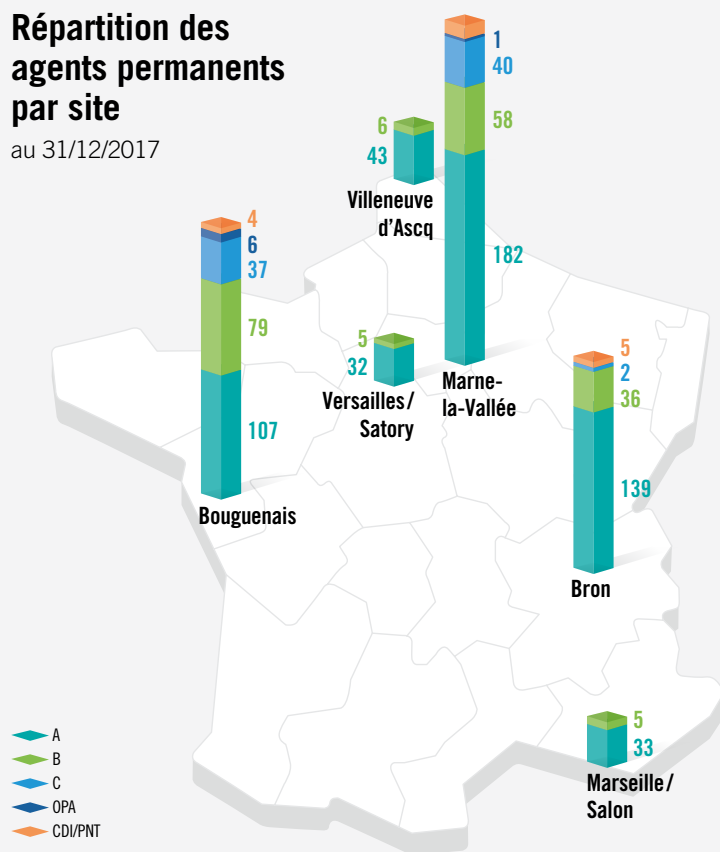 Répartition des
agents permanents
par site
au 31/12/2017
1
40
58
182
Marne-
la-Vallée
6
43
Villeneuve
d'Ascq
4
6
37
79
107
Bouguenais
5
32
Versailles/
Satory
5
2
36
139
Bron
5
33
Marseille/
Salon
A
B
C
OPA
CDI/PNT